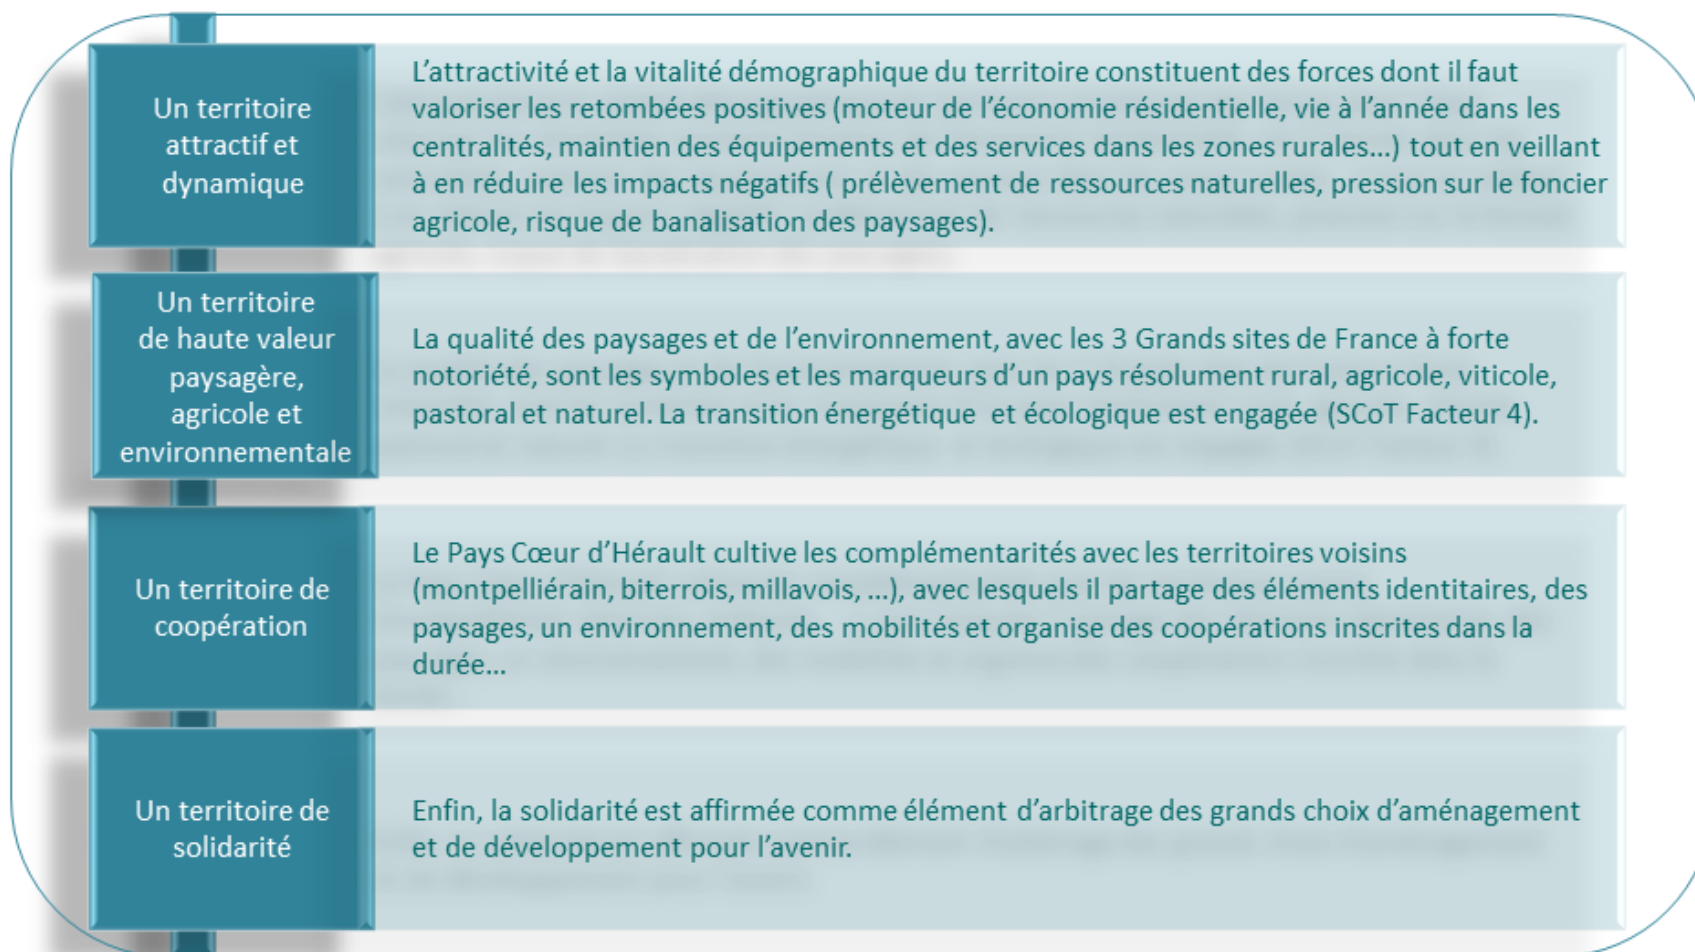 Un territoire
attractif et
dynamique
L’attractivité et la vitalité démographique du territoire constituent des forces dont il faut
valoriser les retombées positives (moteur de l’économie résidentielle, vie à l’année dans les
centralités, maintien des équipements et des services dans les zones rurales…) tout en veillant
à en réduire les impacts négatifs ( prélèvement de ressources naturelles, pression sur le foncier
agricole, risque de banalisation des paysages).
Un territoire
de haute valeur
paysagère,
agricole et
environnementale
La qualité des paysages et de l’environnement, avec les 3 Grands sites de France à forte
notoriété, sont les symboles et les marqueurs d’un pays résolument rural, agricole, viticole,
pastoral et naturel. La transition énergétique et écologique est engagée (SCoT Facteur 4).
Un territoire de
coopération
Le Pays Cœur d’Hérault cultive les complémentarités avec les territoires voisins
(montpelliérain, biterrois, millavois, …), avec lesquels il partage des éléments identitaires, des
paysages, un environnement, des mobilités et organise des coopérations inscrites dans la
durée…
Un territoire de
solidarité
Enfin, la solidarité est affirmée comme élément d’arbitrage des grands choix d’aménagement
et de développement pour l’avenir.